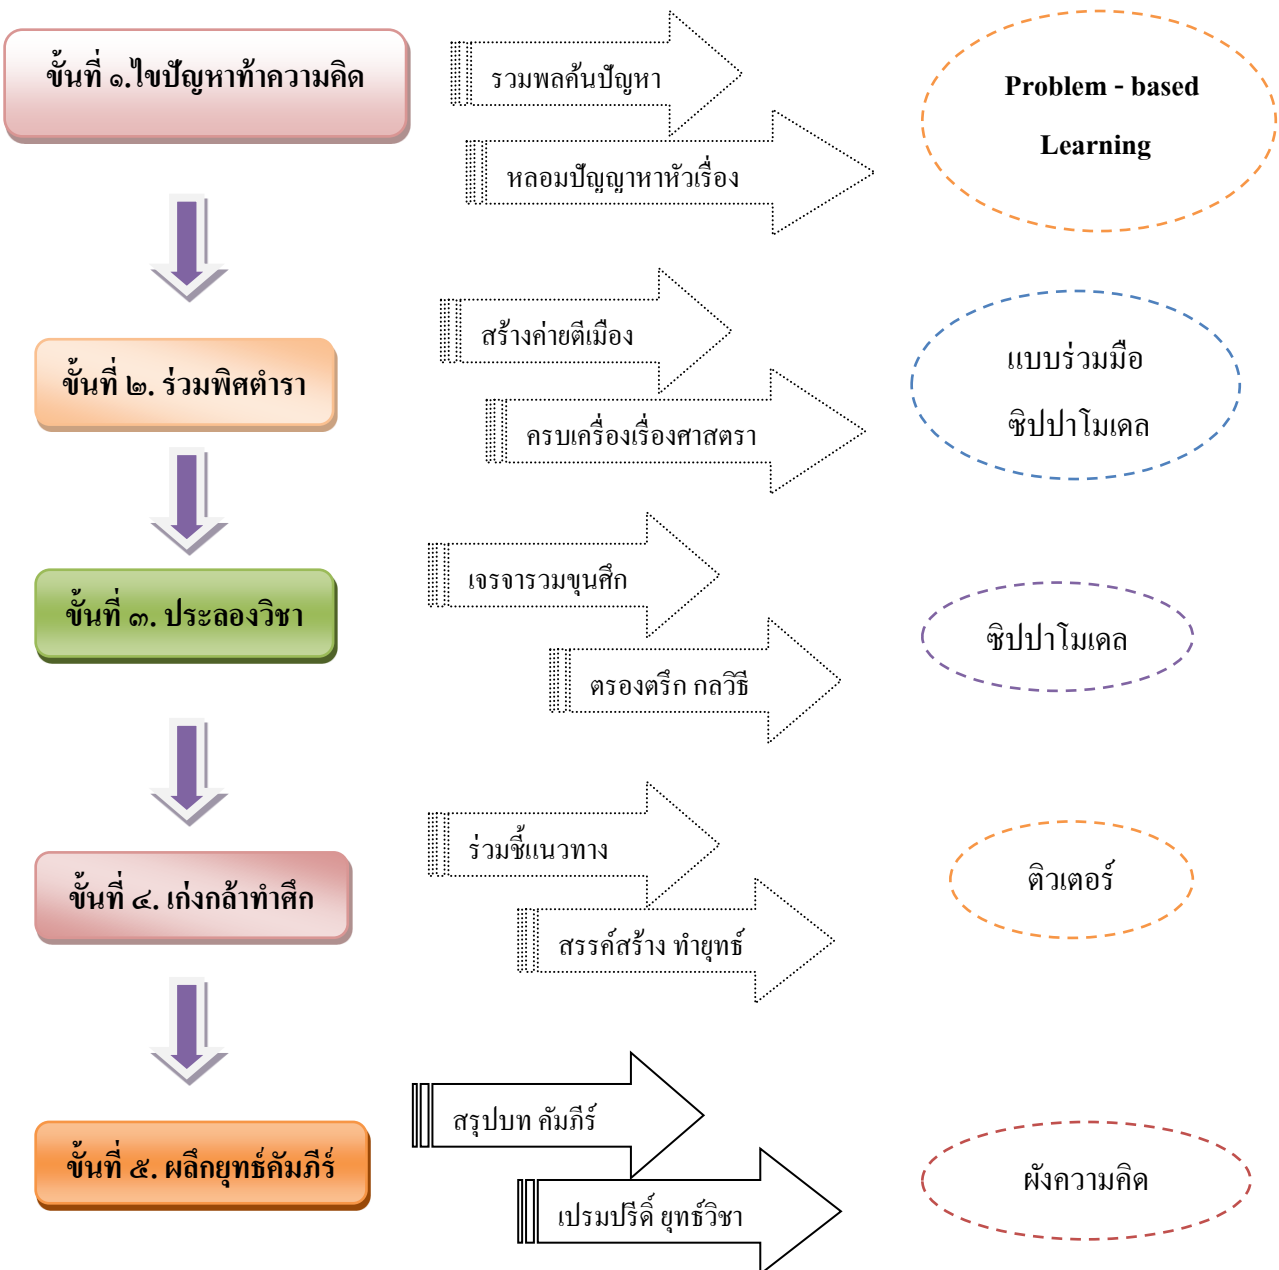 ขั้นที่ ๑.ไขปัญหาท้าความคิด
รวมพลค้นปัญหา
หลอมปัญญาหาหัวเรื่อง
Problem - based
Learning
ขั้นที่ ๒. ร่วมพิศตำรา
สร้างค่ายตีเมือง
ครบเครื่องเรื่องศาสตรา
แบบร่วมมือ
ซิปปาโมเดล
ขั้นที่ ๓. ประลองวิชา
เจรจารวมขุนศึก
ตรองตรึก กลวิธี
ซิปปาโมเดล
ขั้นที่ ๔. เก่งกล้าทำศึก
ร่วมชี้แนวทาง
สรรค์สร้าง ทำยุทธ์
ติวเตอร์
ขั้นที่ ๕. ผลึกยุทธ์คัมภีร์
สรุปบท คัมภีร์
เปรมปรีดิ์ ยุทธ์วิชา
ผังความคิด